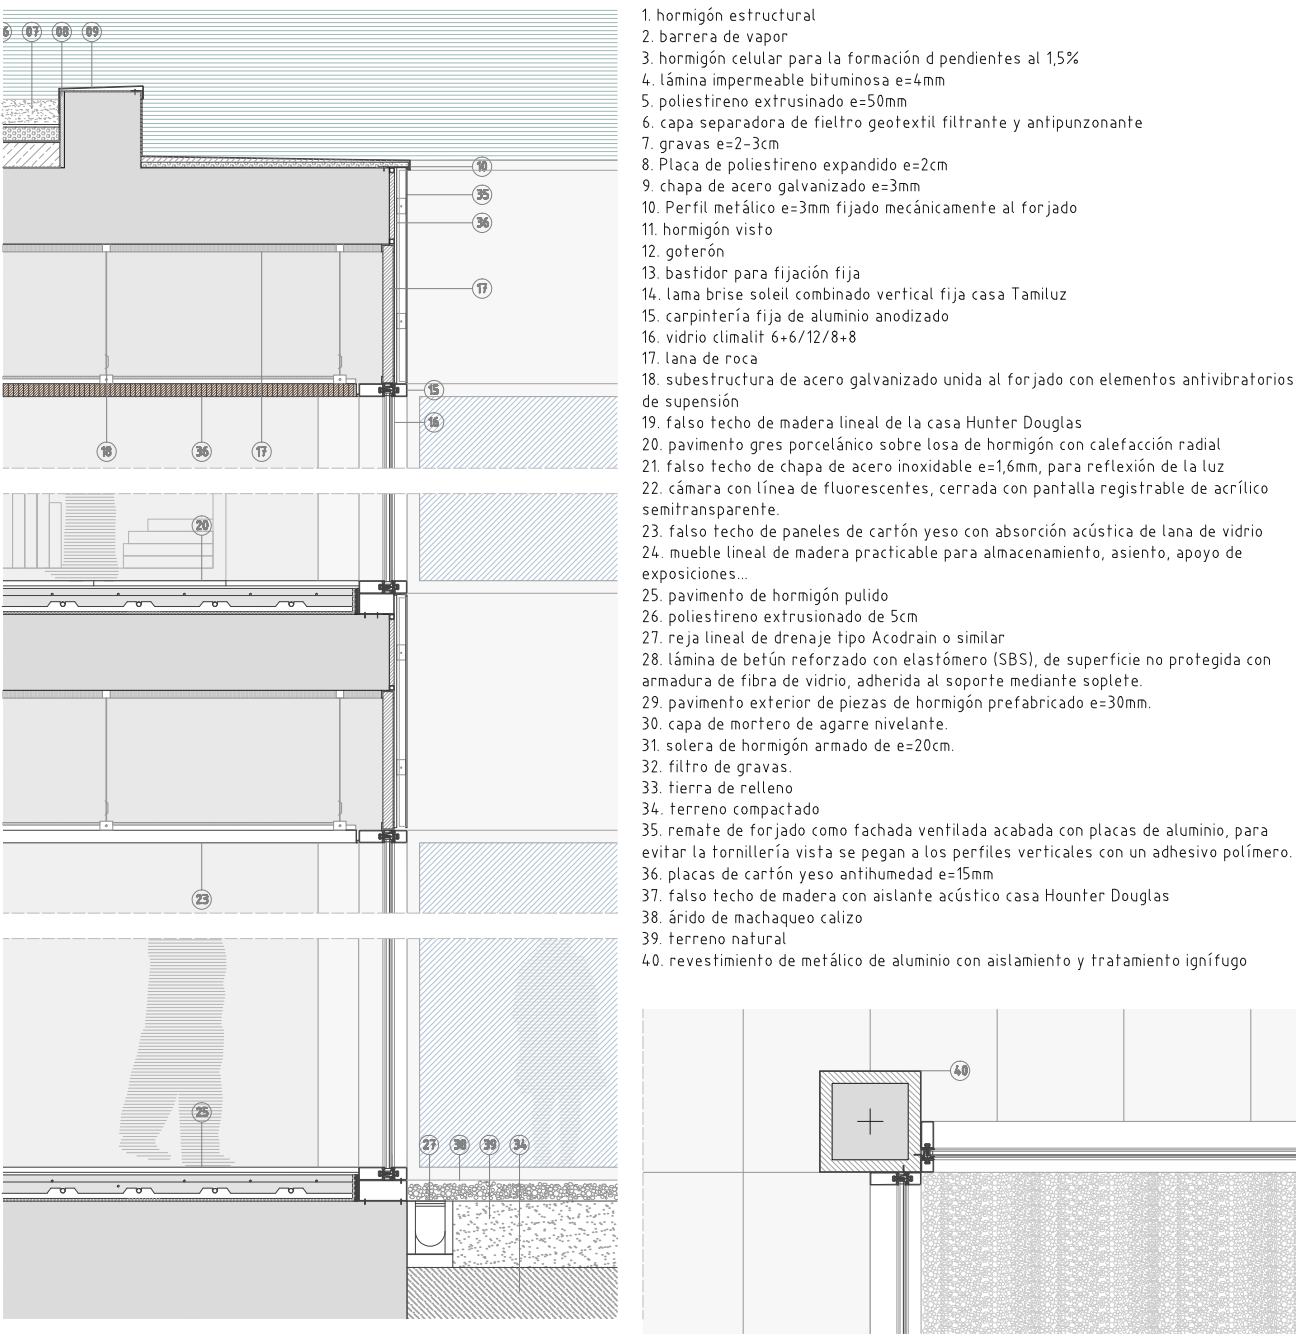 6 07 08 09
10
35
36
17
15
16
18 36 17
20
23
25
27 38 39 34
1. hormigón estructural
2. barrera de vapor
3. hormigón celular para la formación d pendientes al 1,5%
4. lámina impermeable bituminosa e=4mm
5. poliestireno extrusinado e=50mm
6. capa separadora de fieltro geotextil filtrante y antipunzonante
7. gravas e=2-3cm
8. Placa de poliestireno expandido e=2cm
9. chapa de acero galvanizado e=3mm
10. Perfil metálico e=3mm fijado mecánicamente al forjado
11. hormigón visto
12. goterón
13. bastidor para fijación fija
14. lama brise soleil combinado vertical fija casa Tamiluz
15. carpintería fija de aluminio anodizado
16. vidrio climalit 6+6/12/8+8
17. lana de roca
18. subestructura de acero galvanizado unida al forjado con elementos antivibratorios
de supensión
19. falso techo de madera lineal de la casa Hunter Douglas
20. pavimento gres porcelánico sobre losa de hormigón con calefacción radial
21. falso techo de chapa de acero inoxidable e=1,6mm, para reflexión de la luz
22. cámara con línea de fluorescentes, cerrada con pantalla registrable de acrílico
semitransparente.
23. falso techo de paneles de cartón yeso con absorción acústica de lana de vidrio
24. mueble lineal de madera practicable para almacenamiento, asiento, apoyo de
exposiciones...
25. pavimento de hormigón pulido
26. poliestireno extrusionado de 5cm
27. reja lineal de drenaje tipo Acodrain o similar
28. lámina de betún reforzado con elastómero (SBS), de superficie no protegida con
armadura de fibra de vidrio, adherida al soporte mediante soplete.
29. pavimento exterior de piezas de hormigón prefabricado e=30mm.
30. capa de mortero de agarre nivelante.
31. solera de hormigón armado de e=20cm.
32. filtro de gravas.
33. tierra de relleno
34. terreno compactado
35. remate de forjado como fachada ventilada acabada con placas de aluminio, para
evitar la tornillería vista se pegan a los perfiles verticales con un adhesivo polímero.
36. placas de cartón yeso antihumedad e=15mm
37. falso techo de madera con aislante acústico casa Hounter Douglas
38. árido de machaqueo calizo
39. terreno natural
40. revestimiento de metálico de aluminio con aislamiento y tratamiento ignífugo
40